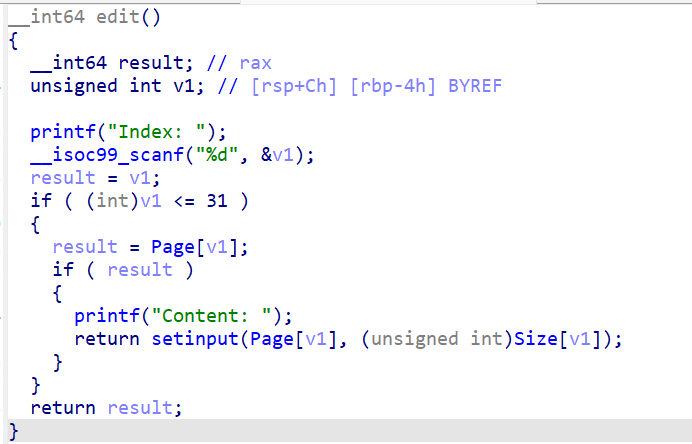 __int64 edit()
{
  __int64 result; // rax
  unsigned int v1; // [rsp+Ch] [rbp-4h] BYREF

  printf("Index: ");
  __isoc99_scanf("%d", &v1);
  result = v1;
  if ( (int)v1 <= 31 )
  {
    result = Page[v1];
    if ( result )
    {
      printf("Content: ");
      return setinput(Page[v1], (unsigned int)Size[v1]);
    }
  }
  return result;
}